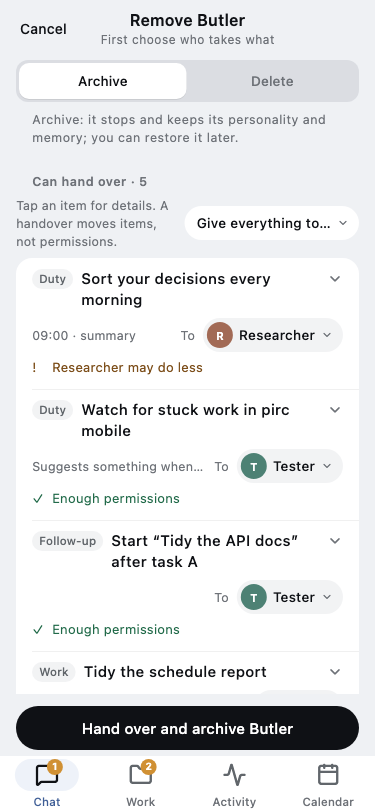 Cancel
Remove Butler
First choose who takes what
Archive
Delete
Archive: it stops and keeps its personality and
memory; you can restore it later.
Can hand over · 5
Tap an item for details. A
handover moves items,
not permissions.
Give everything to...
Duty
Sort your decisions every
morning
09:00 · summary
To
R
Researcher
! Researcher may do less
Duty
Watch for stuck work in pirc
mobile
Suggests something when...
To
T
Tester
✓ Enough permissions
Follow-up
Start “Tidy the API docs”
after task A
To
T
Tester
✓ Enough permissions
Work
Tidy the schedule report
Hand over and archive Butler
1
2
Chat
Work
Activity
Calendar